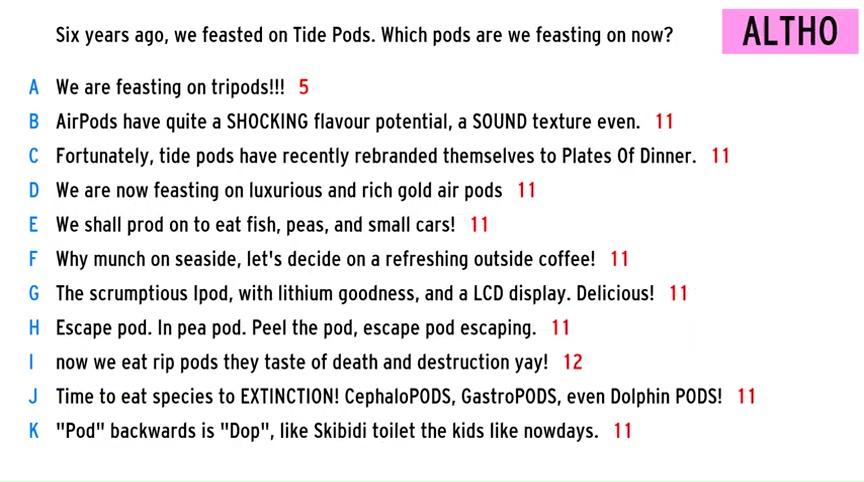 Six years ago, we feasted on Tide Pods. Which pods are we feasting on now?
ALTHO
A We are feasting on tripods!!! 5
B AirPods have quite a SHOCKING flavour potential, a SOUND texture even. 11
C Fortunately, tide pods have recently rebranded themselves to Plates Of Dinner. 11
D We are now feasting on luxurious and rich gold air pods 11
E We shall prod on to eat fish, peas, and small cars! 11
F Why munch on seaside, let's decide on a refreshing outside coffee! 11
G The scrumptious Ipod, with lithium goodness, and a LCD display. Delicious! 11
H Escape pod. In pea pod. Peel the pod, escape pod escaping. 11
I now we eat rip pods they taste of death and destruction yay! 12
J Time to eat species to EXTINCTION! CephaloPODS, GastroPODS, even Dolphin PODS! 11
K "Pod" backwards is "Dop", like Skibidi toilet the kids like nowdays. 11